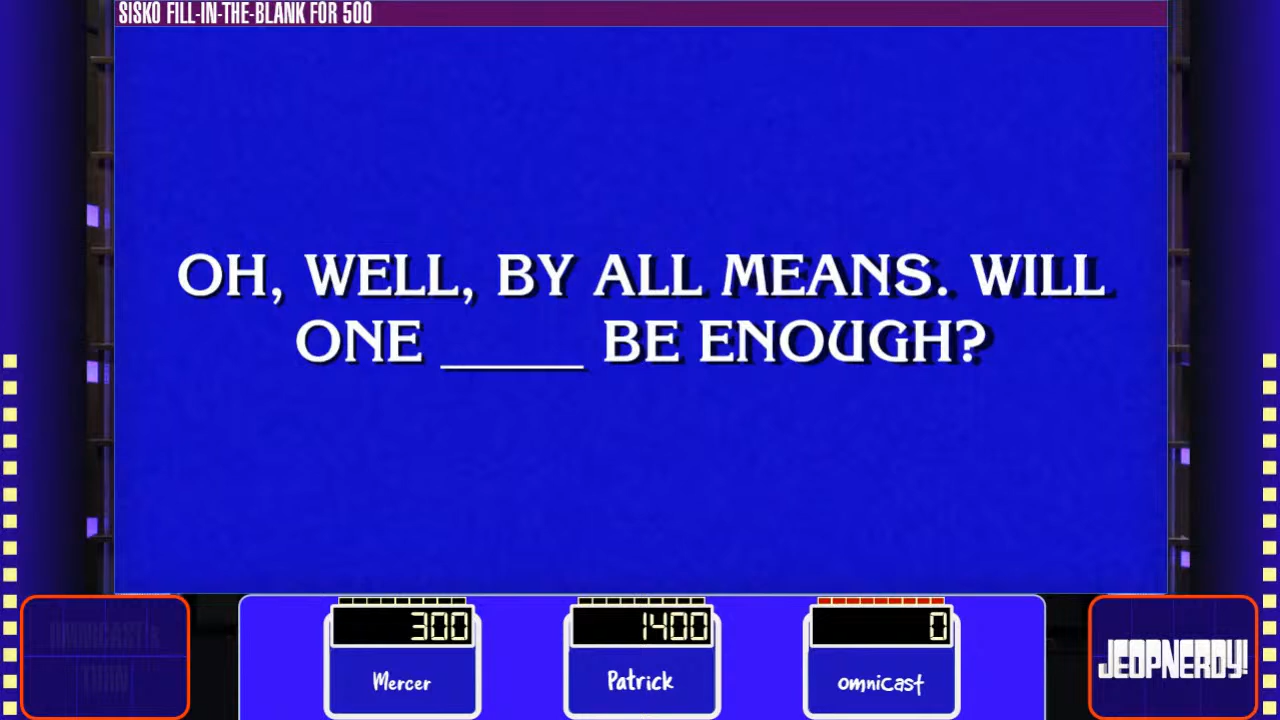 SISKO FILL-IN-THE-BLANK FOR 500
OH, WELL, BY ALL MEANS. WILL
ONE _____ BE ENOUGH?
300
1400
0
Mercer
Patrick
omnicast
JEOPNERDY!